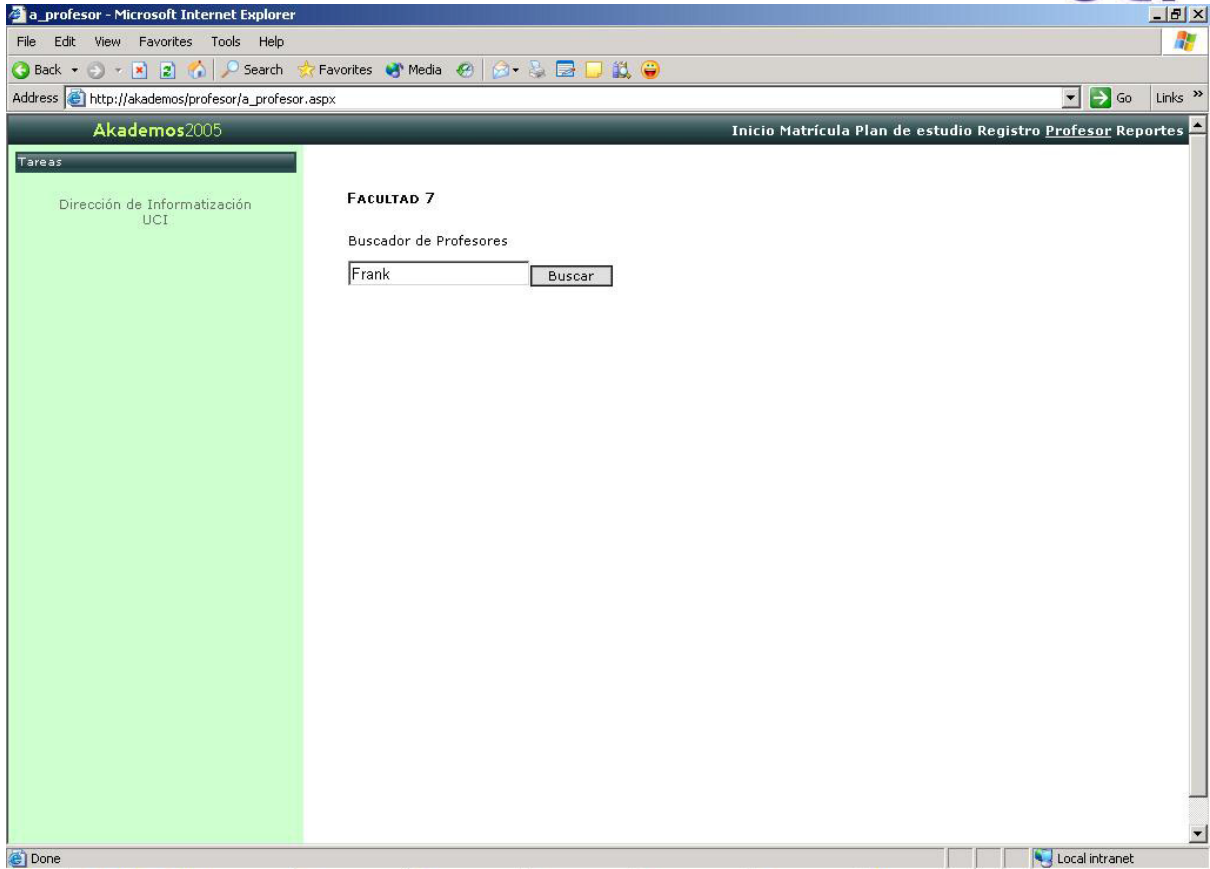 a_profesor - Microsoft Internet Explorer
File Edit View Favorites Tools Help
Back Search Favorites Media
Address http://akademos/profesor/a_profesor.aspx Go Links »
Akademos2005 Inicio Matrícula Plan de estudio Registro Profesor Reportes
Tareas
Dirección de Informatización
UCI
FACULTAD 7
Buscador de Profesores
Frank Buscar
Done Local intranet